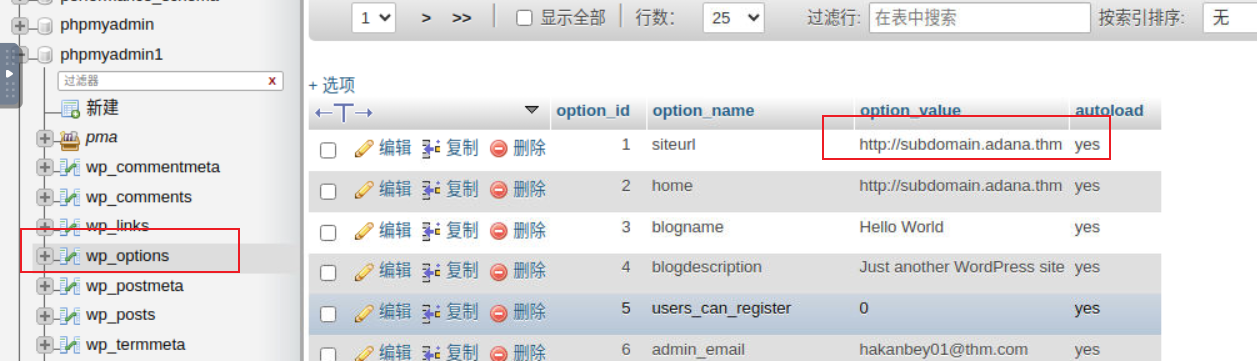 performance_schema
phpmyadmin
phpmyadmin1
过滤器 x
新建
pma
wp_commentmeta
wp_comments
wp_links
wp_options
wp_postmeta
wp_posts
wp_termmeta
1 > >> 显示全部 行数: 25 过滤行: 在表中搜索 按索引排序: 无
+ 选项
←T→ option_id option_name option_value autoload
编辑 复制 删除 1 siteurl http://subdomain.adana.thm yes
编辑 复制 删除 2 home http://subdomain.adana.thm yes
编辑 复制 删除 3 blogname Hello World yes
编辑 复制 删除 4 blogdescription Just another WordPress site yes
编辑 复制 删除 5 users_can_register 0 yes
编辑 复制 删除 6 admin_email hakanbey01@thm.com yes